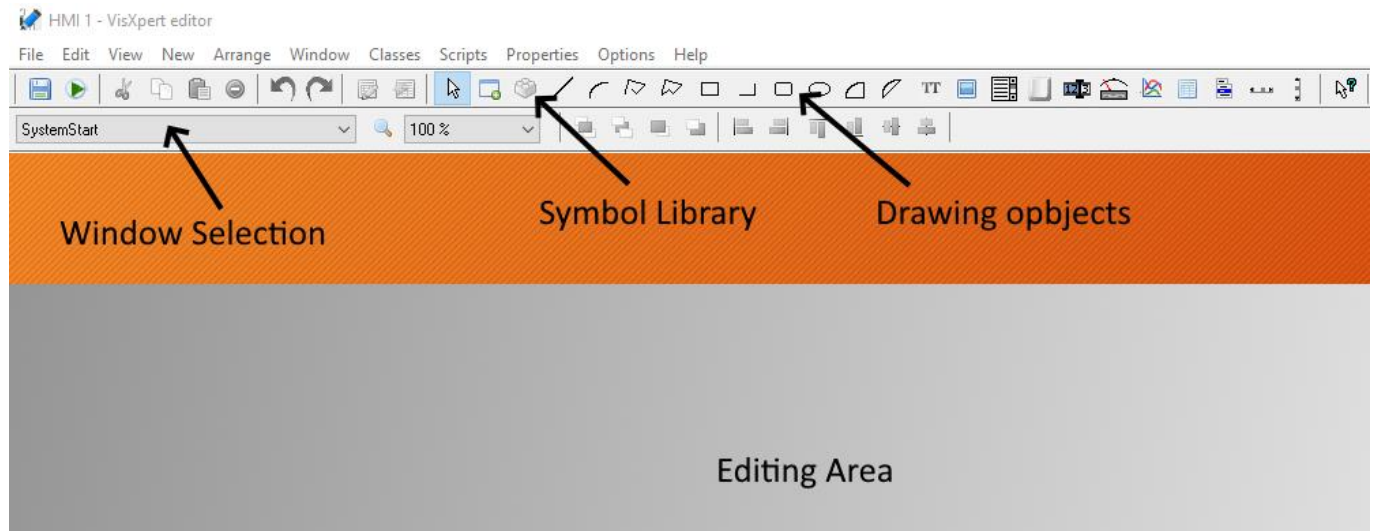 HMI 1 - VisXpert editor
File Edit View New Arrange Window Classes Scripts Properties Options Help
TT
SystemStart 100 %
Window Selection
Symbol Library
Drawing opbjects
Editing Area